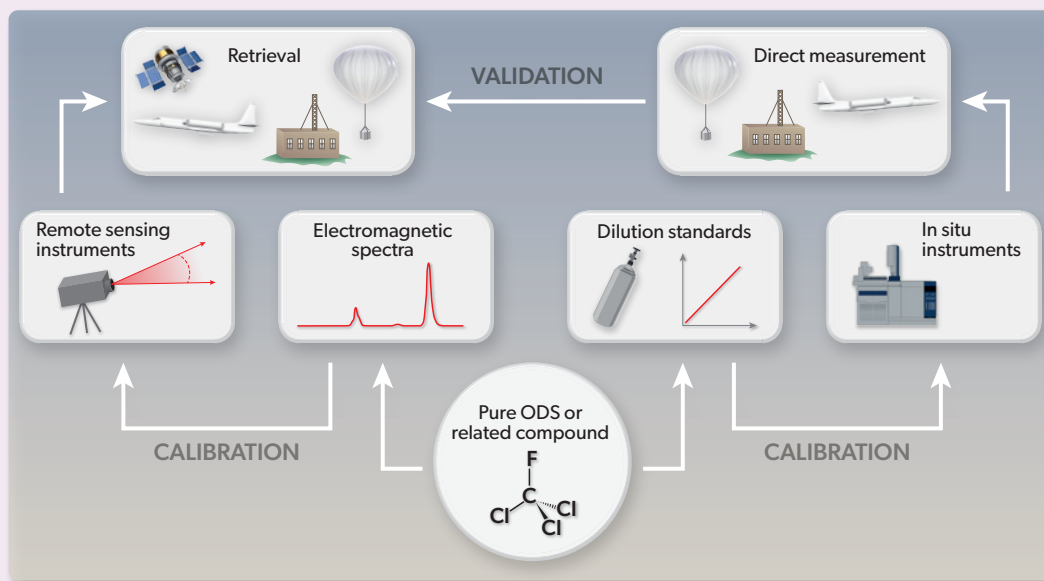 Retrieval
VALIDATION
Direct measurement
Remote sensing
instruments
Electromagnetic
spectra
Dilution standards
In situ
instruments
CALIBRATION
Pure ODS or
related compound
F
C
Cl
Cl
Cl
CALIBRATION